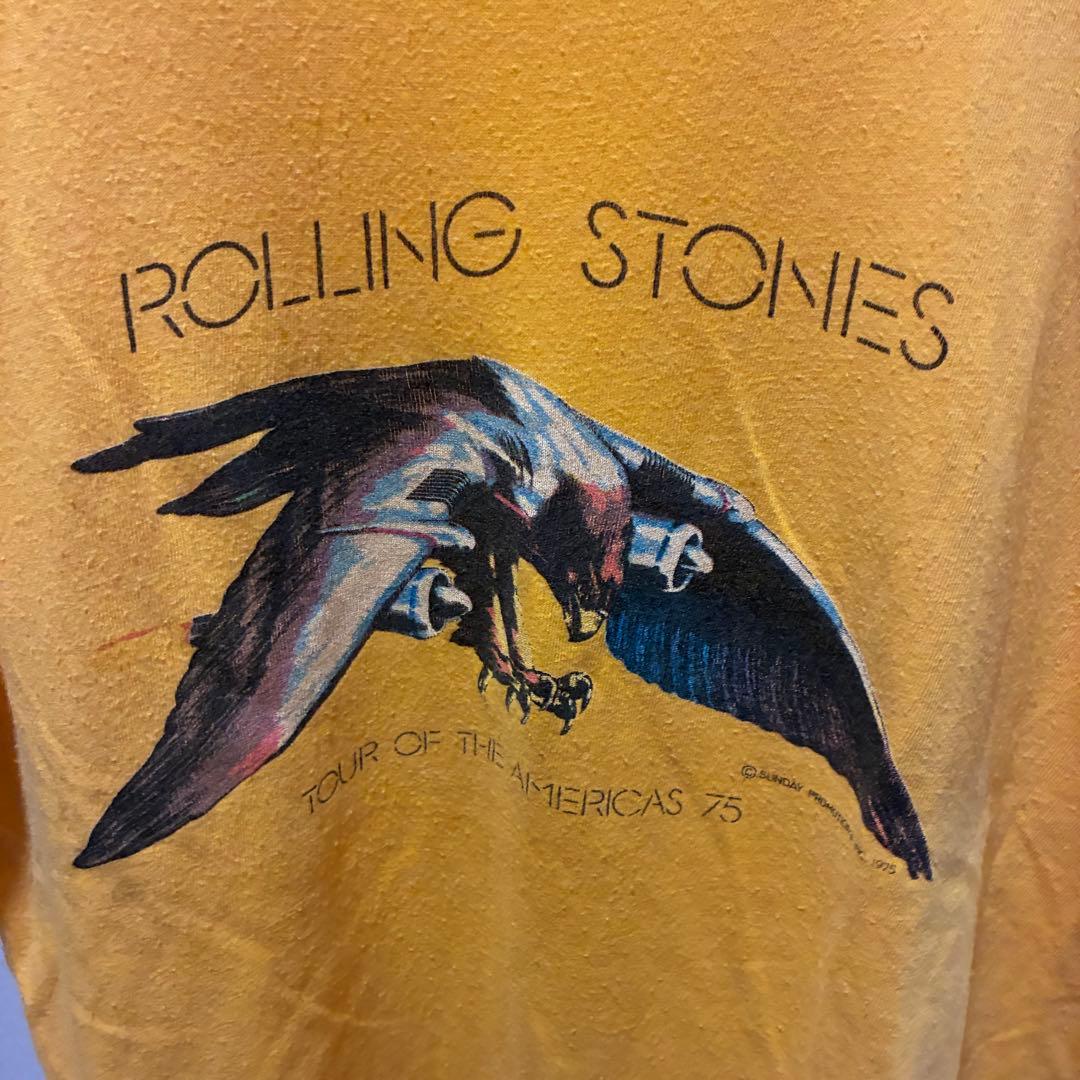 ROLLING STONES
TOUR OF THE AMERICAS 75
© SUNDAY PROMOTIONS INC. 1975